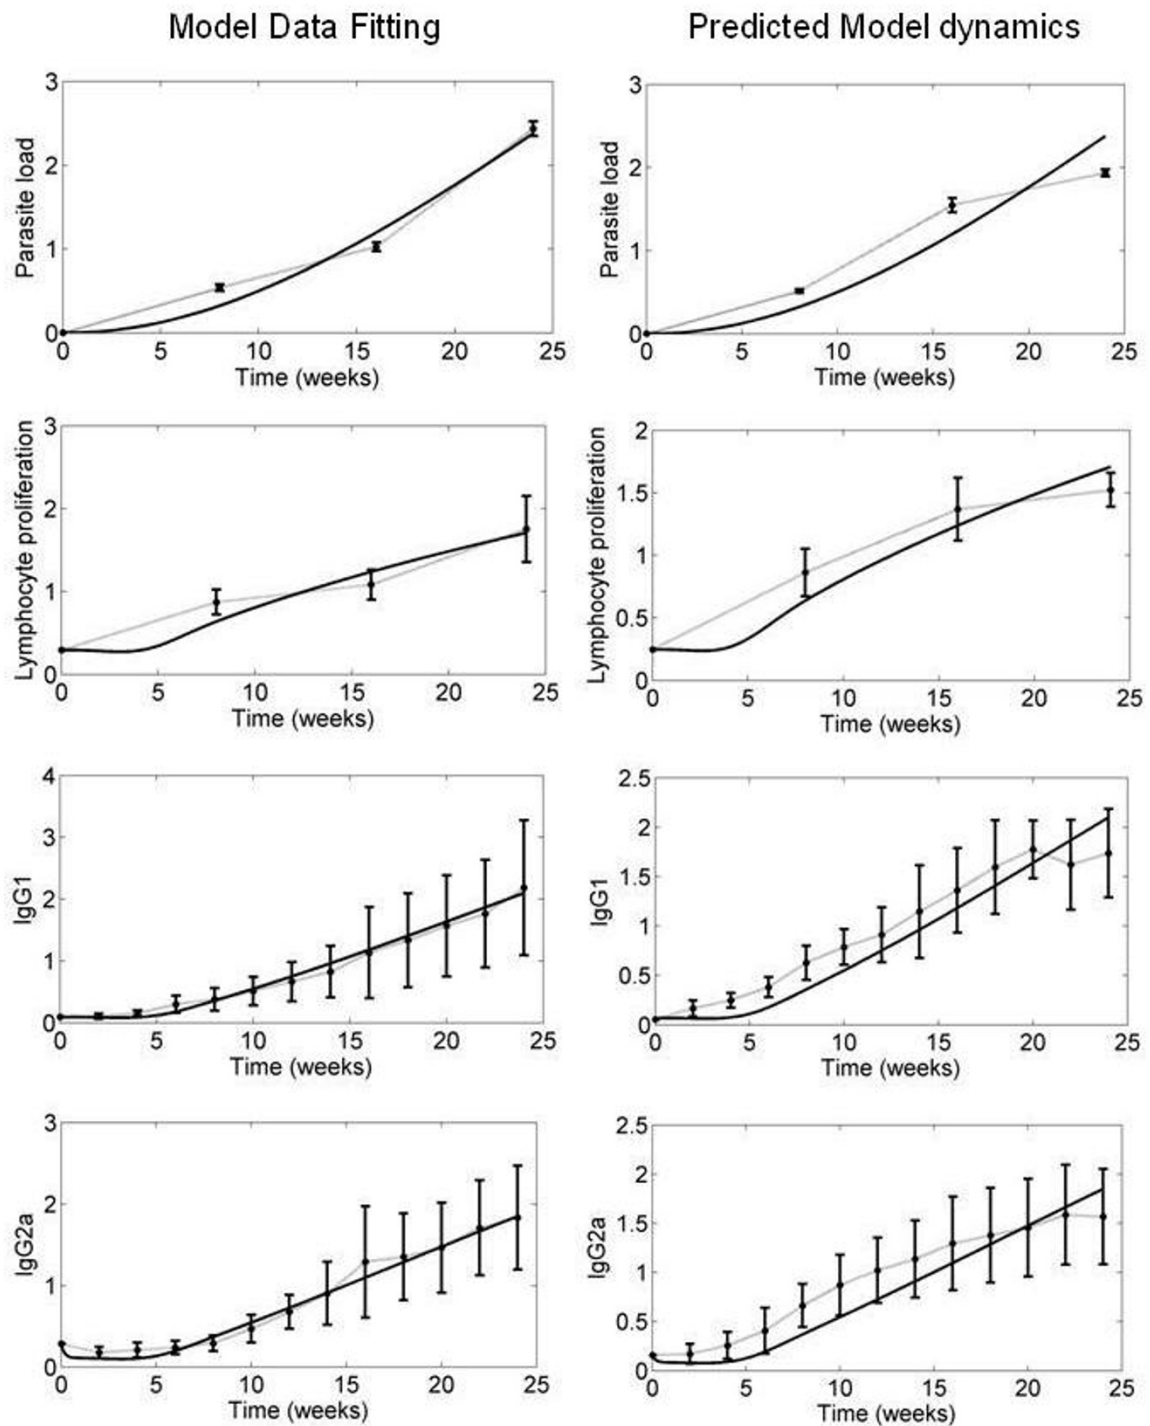 Model Data Fitting
Predicted Model dynamics
3
2
1
0
Parasite load
0 5 10 15 20 25
Time (weeks)
3
2
1
0
Parasite load
0 5 10 15 20 25
Time (weeks)
3
2
1
0
Lymphocyte proliferation
0 5 10 15 20 25
Time (weeks)
2
1.5
1
0.5
0
Lymphocyte proliferation
0 5 10 15 20 25
Time (weeks)
4
3
2
1
0
IgG1
0 5 10 15 20 25
Time (weeks)
2.5
2
1.5
1
0.5
0
IgG1
0 5 10 15 20 25
Time (weeks)
3
2
1
0
IgG2a
0 5 10 15 20 25
Time (weeks)
2.5
2
1.5
1
0.5
0
IgG2a
0 5 10 15 20 25
Time (weeks)